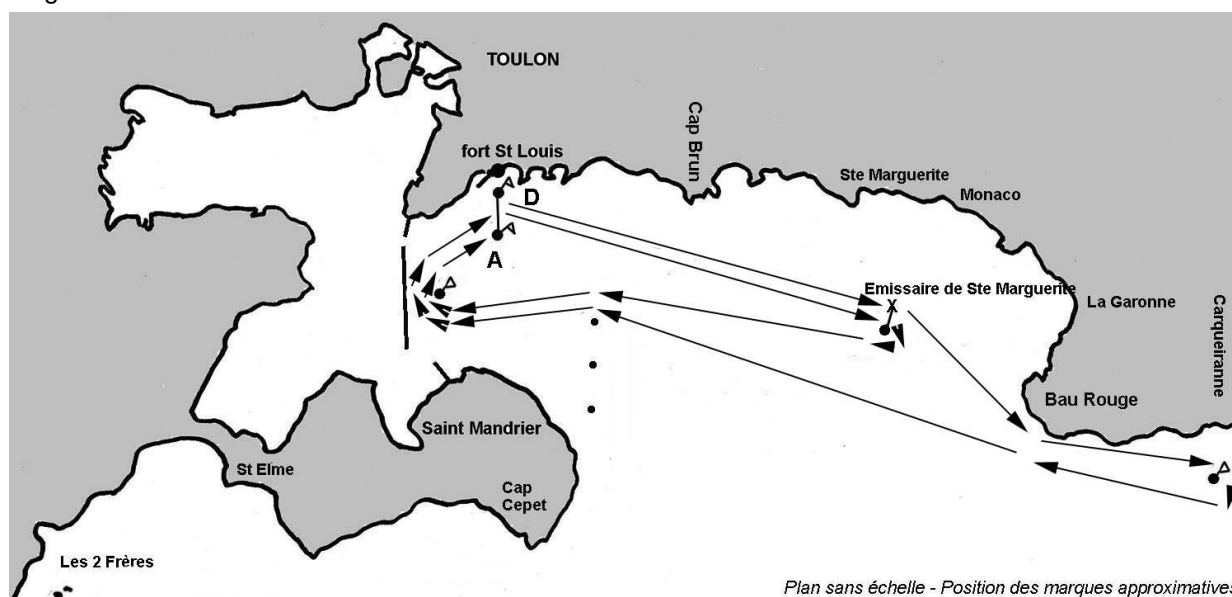 TOULON
fort St Louis
Cap Brun
Ste Marguerite
Monaco
D
A
Emissaire de Ste Marguerite
X
La Garonne
Carqueiranne
Bau Rouge
Saint Mandrier
St Elme
Cap
Cepet
Les 2 Frères
Plan sans échelle - Position des marques approximatives